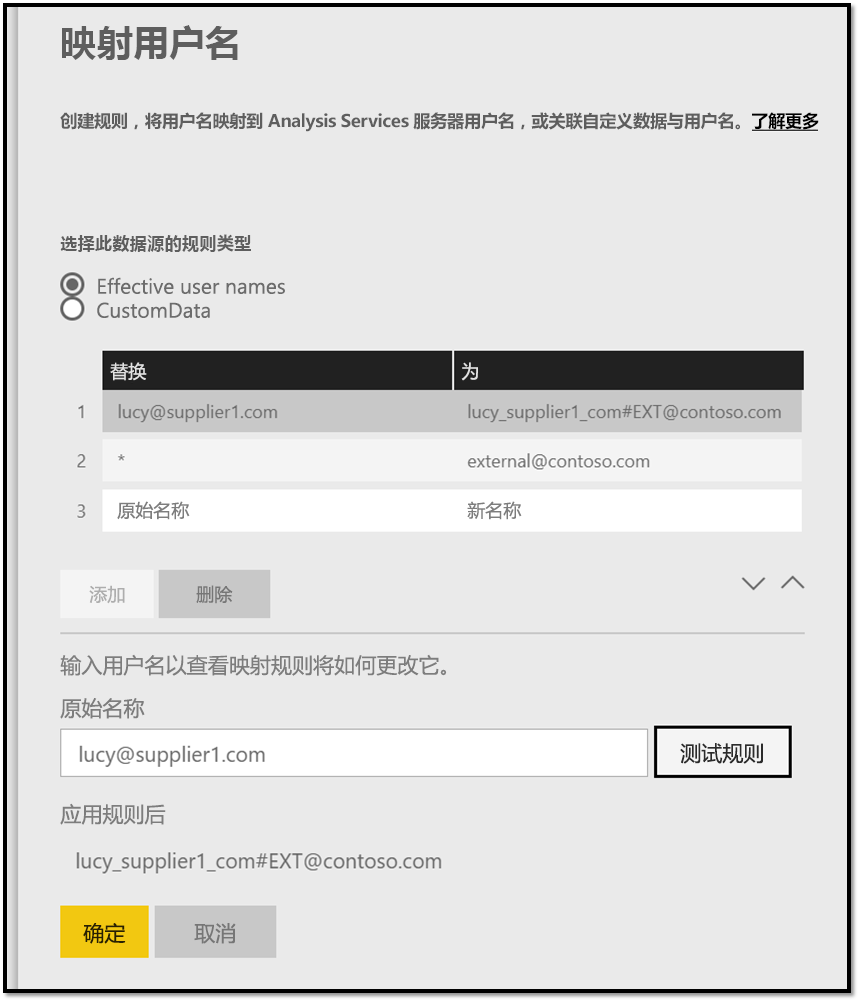 映射用户名
创建规则，将用户名映射到 Analysis Services 服务器用户名，或关联自定义数据与用户名。了解更多
选择此数据源的规则类型
Effective user names
CustomData
替换 为
1 lucy@supplier1.com lucy_supplier1_com#EXT@contoso.com
2 * external@contoso.com
3 原始名称 新名称
添加 删除
输入用户名以查看映射规则将如何更改它。
原始名称
lucy@supplier1.com 测试规则
应用规则后
lucy_supplier1_com#EXT@contoso.com
确定 取消